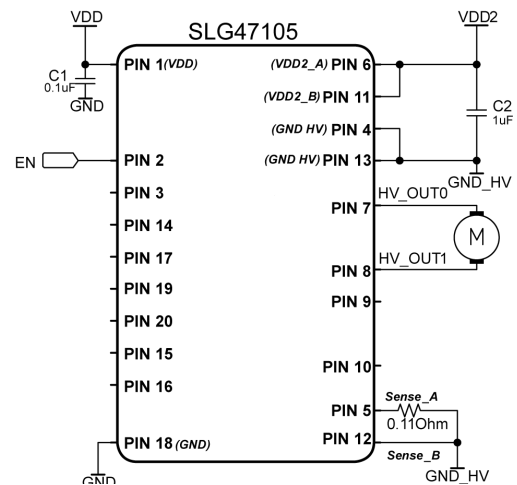 VDD
VDD2
SLG47105
PIN 1(VDD)
(VDD2_A) PIN 6
C1
0.1uF
GND
(VDD2_B) PIN 11
C2
1uF
(GND HV) PIN 4
EN
PIN 2
(GND HV) PIN 13
GND_HV
PIN 3
HV_OUT0
PIN 7
PIN 14
M
PIN 17
HV_OUT1
PIN 8
PIN 19
PIN 9
PIN 20
PIN 15
PIN 10
PIN 16
Sense_A
PIN 5
0.11Ohm
PIN 18 (GND)
PIN 12
Sense_B
GND
GND_HV